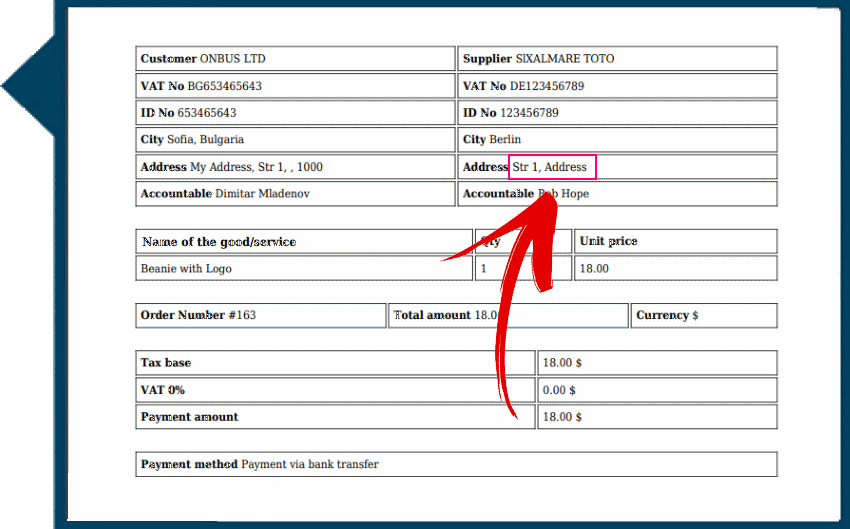 Customer ONBUS LTD Supplier SIXALMARE TOTO
VAT No BG653465643 VAT No DE123456789
ID No 653465643 ID No 123456789
City Sofia, Bulgaria City Berlin
Address My Address, Str 1, , 1000 Address Str 1, Address
Accountable Dimitar Mladenov Accountable Hope
Name of the good/service Qty Unit price
Beanie with Logo 1 18.00
Order Number #163 Total amount 18.00 Currency $
Tax base 18.00 $
VAT 0% 0.00 $
Payment amount 18.00 $
Payment method Payment via bank transfer